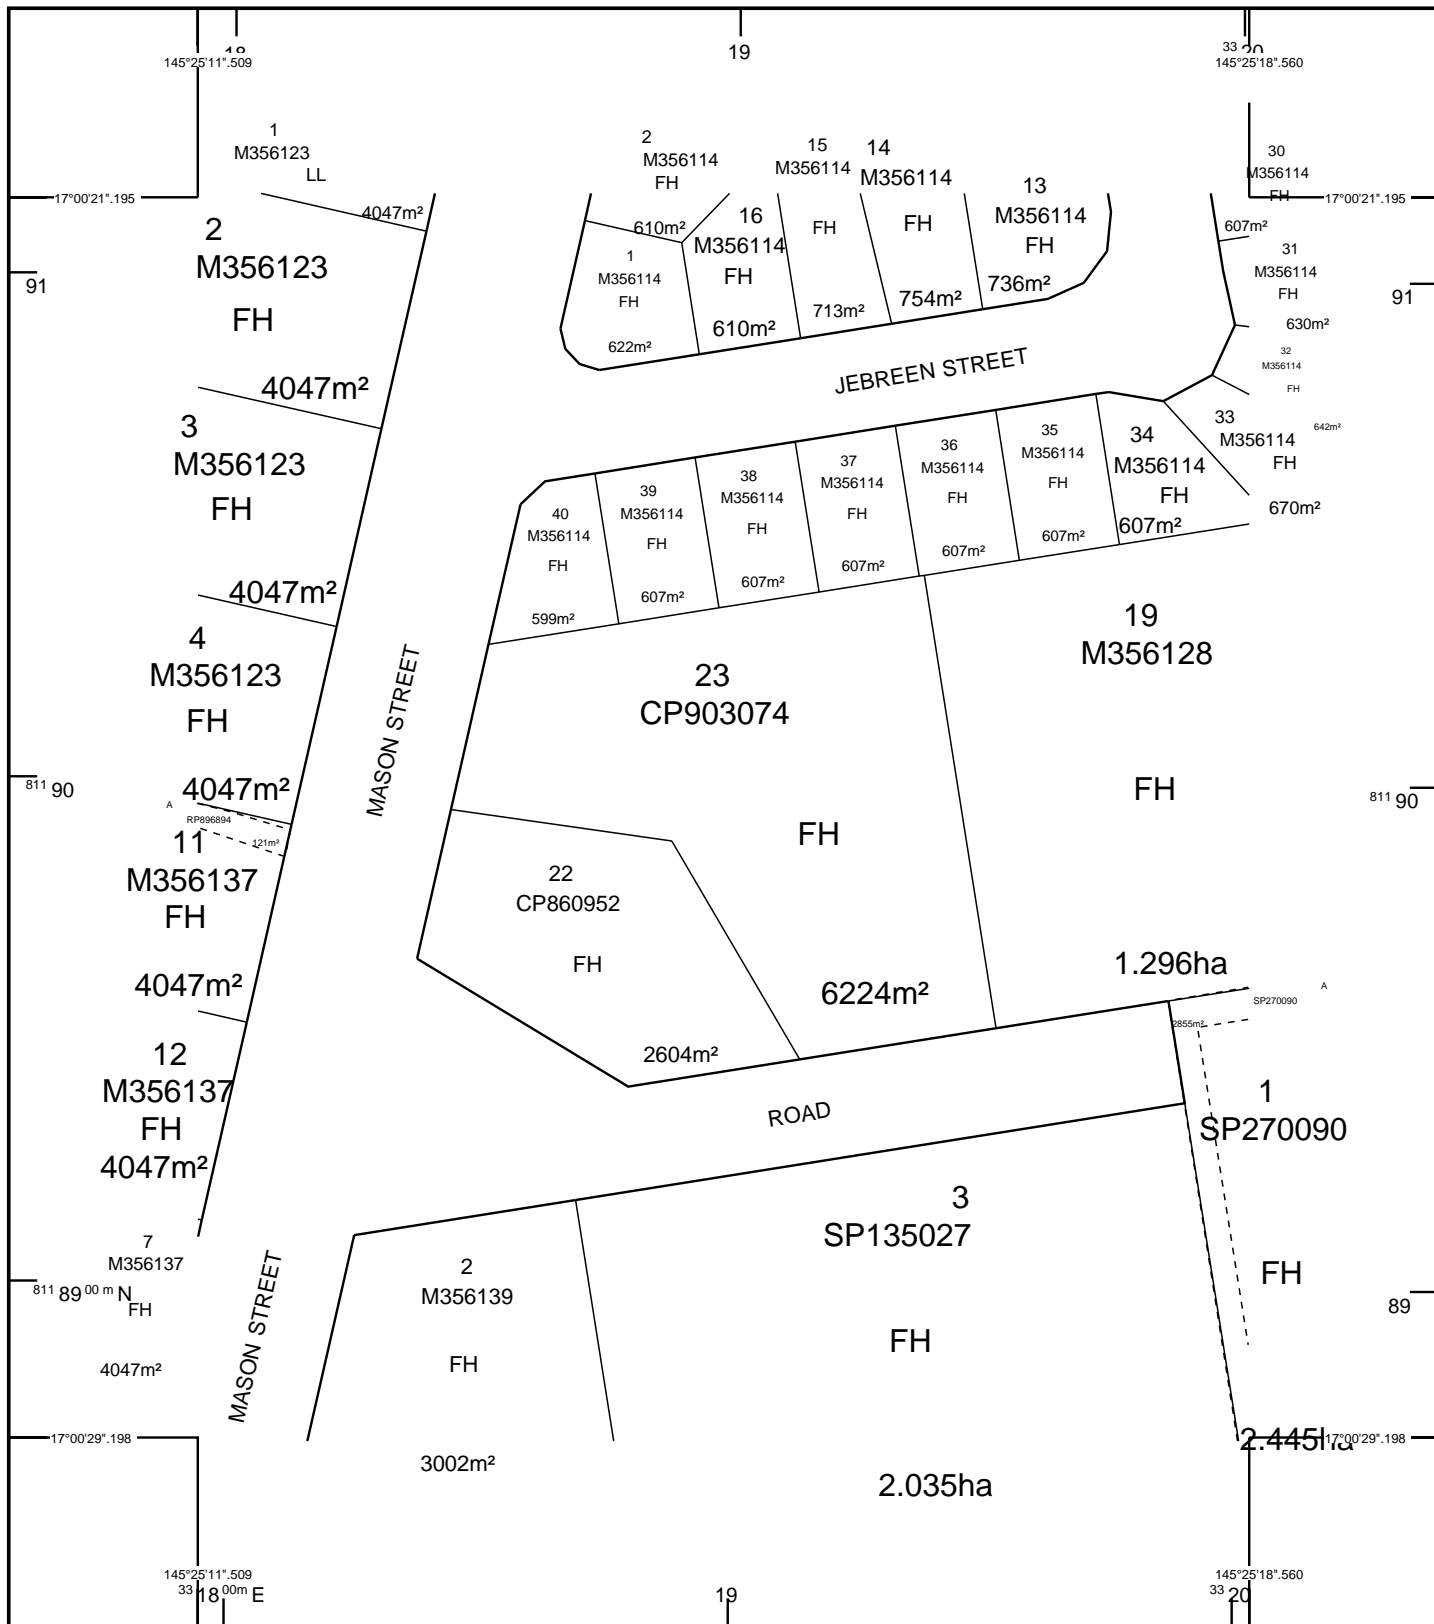 18
19
33 20
145°25'11".509
145°25'18".560
1
M356123
LL
4047m²
2
M356114
FH
610m²
15
M356114
FH
713m²
14
M356114
FH
754m²
13
M356114
FH
736m²
30
M356114
FH
607m²
17°00'21".195
17°00'21".195
2
M356123
FH
4047m²
16
M356114
FH
610m²
1
M356114
FH
622m²
31
M356114
FH
630m²
91
91
32
M356114
FH
642m²
JEBREEN STREET
3
M356123
FH
4047m²
33
M356114
FH
670m²
34
M356114
FH
607m²
35
M356114
FH
607m²
36
M356114
FH
607m²
37
M356114
FH
607m²
38
M356114
FH
607m²
39
M356114
FH
607m²
40
M356114
FH
599m²
4
M356123
FH
4047m²
MASON STREET
23
CP903074
FH
6224m²
19
M356128
FH
1.296ha
811 90
811 90
A
RP896894
121m²
11
M356137
FH
4047m²
22
CP860952
FH
2604m²
A
SP270090
2855m²
12
M356137
FH
4047m²
ROAD
1
SP270090
FH
2.445ha
3
SP135027
FH
2.035ha
7
M356137
FH
4047m²
811 89 00 m N
89
2
M356139
FH
3002m²
MASON STREET
17°00'29".198
17°00'29".198
145°25'11".509
145°25'18".560
33 18 00m E
19
33 20